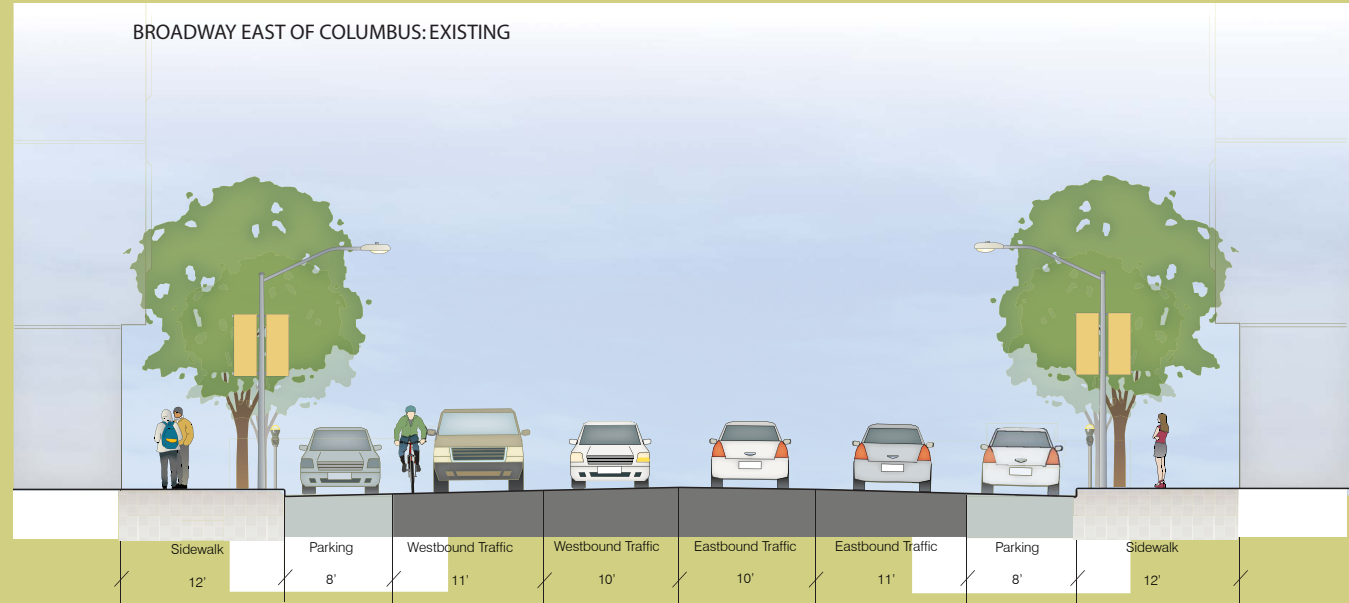 BROADWAY EAST OF COLUMBUS: EXISTING
Sidewalk Parking Westbound Traffic Westbound Traffic Eastbound Traffic Eastbound Traffic Parking Sidewalk
12' 8' 11' 10' 10' 11' 8' 12'